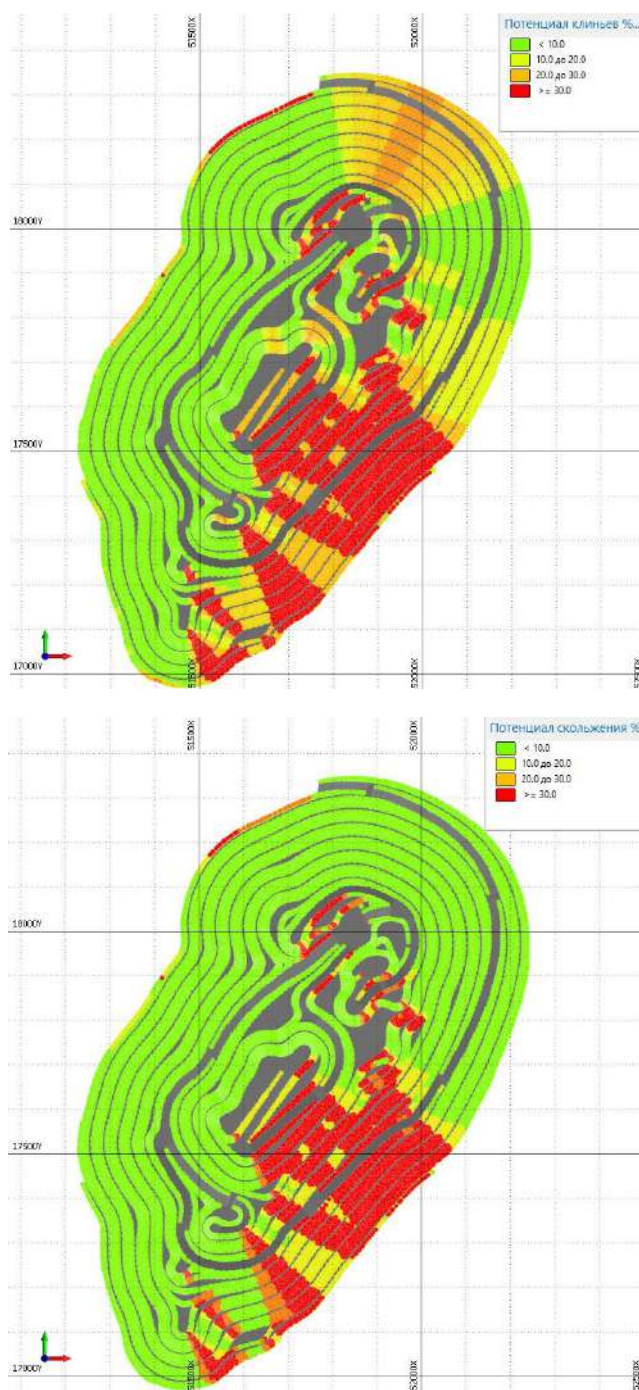 Потенциал клиньев %...
< 10.0
10.0 до 20.0
20.0 до 30.0
>= 30.0
51500X
52000X
18000Y
17500Y
17000Y
51500X
52000X
52500X
Потенциал скольжения %
< 10.0
10.0 до 20.0
20.0 до 30.0
>= 30.0
51500X
52000X
18000Y
17500Y
17000Y
51500X
52000X
52500X